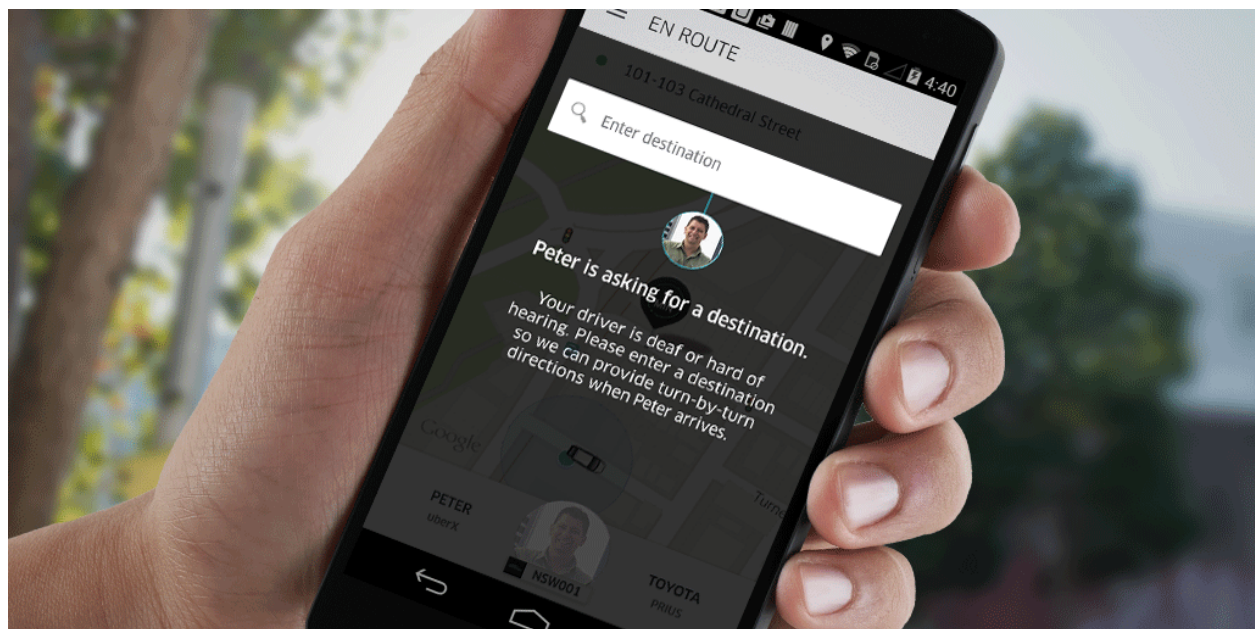 4:40
EN ROUTE
101-103 Cathedral Street
Enter destination
Peter is asking for a destination.
Your driver is deaf or hard of
hearing. Please enter a destination
so we can provide turn-by-turn
directions when Peter arrives.
Google
PETER
uberX
NSW001
TOYOTA
PRIUS